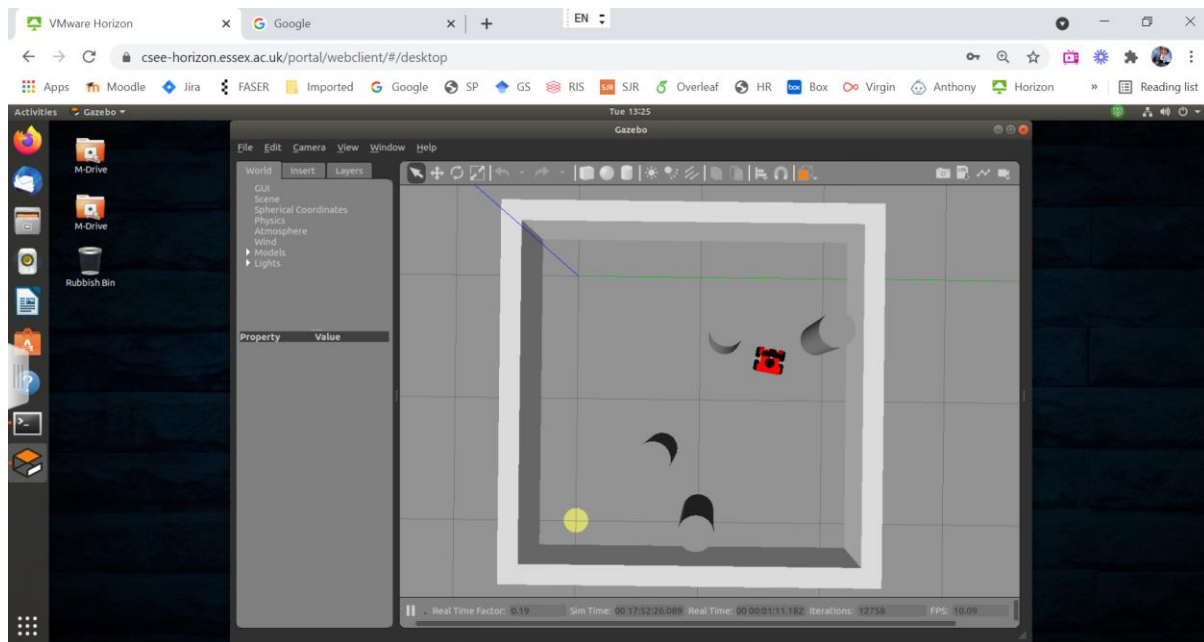 VMware Horizon
Google
EN
csee-horizon.essex.ac.uk/portal/webclient/#/desktop
Apps Moodle Jira FASER Imported Google SP GS RIS SJR SJR Overleaf HR box Box Virgin Anthony Horizon » Reading list
Activities Gazebo Tue 13:25
Gazebo
File Edit Camera View Window Help
World Insert Layers
GUI
Scene
Spherical Coordinates
Physics
Atmosphere
Wind
Models
Lights
M-Drive
M-Drive
Rubbish Bin
Property Value
Real Time Factor: 0.19 Sim Time: 00 17:52:26.089 Real Time: 00 00:01:11.182 Iterations: 12758 FPS: 10.09